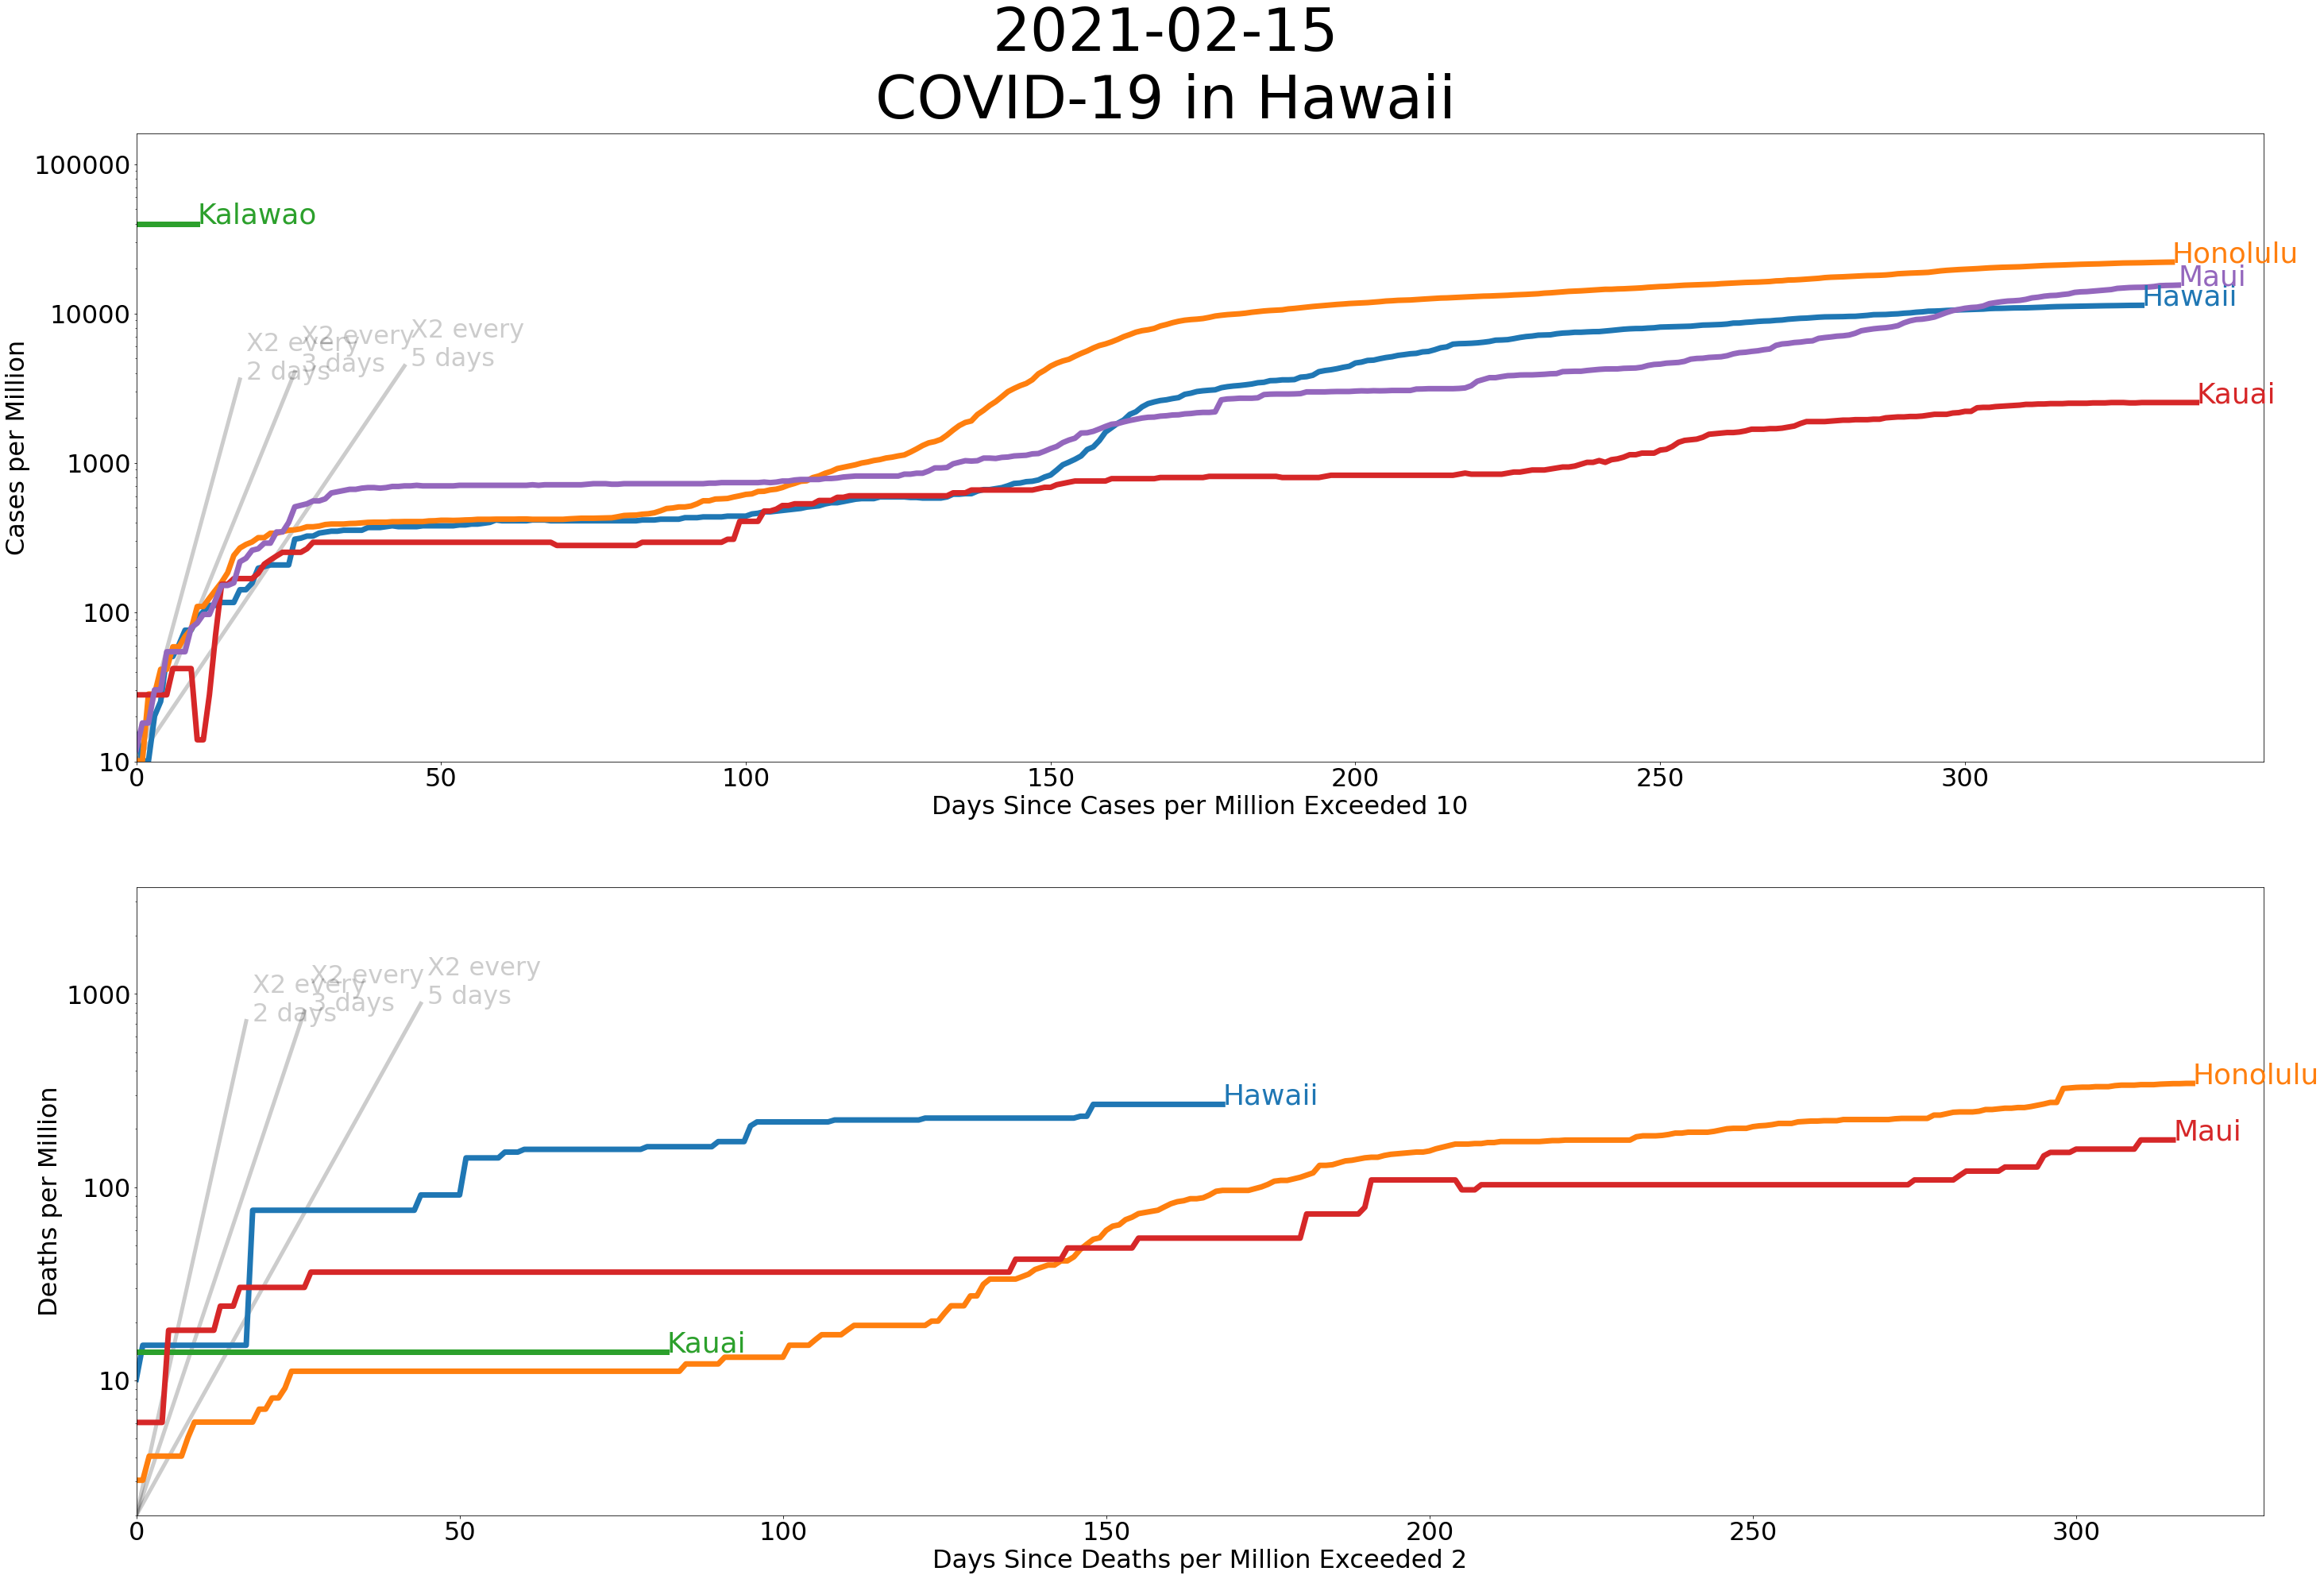 2021-02-15
COVID-19 in Hawaii
100000
10000
1000
100
10
Cases per Million
Kalawao
Honolulu
Maui
Hawaii
Kauai
X2 every
2 days
X2 every
3 days
X2 every
5 days
0 50 100 150 200 250 300
Days Since Cases per Million Exceeded 10
1000
100
10
Deaths per Million
X2 every
2 days
X2 every
3 days
X2 every
5 days
Honolulu
Hawaii
Maui
Kauai
0 50 100 150 200 250 300
Days Since Deaths per Million Exceeded 2